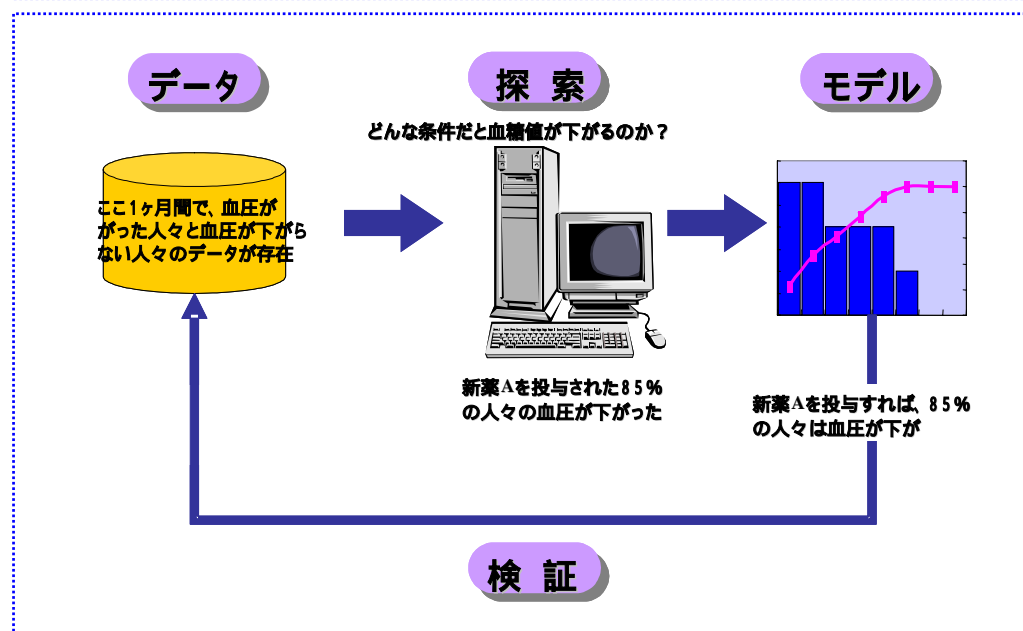 データ
探 索
モデル
どんな条件だと血糖値が下がるのか？
ここ1ヶ月間で、血圧が
がった人々と血圧が下がら
ない人々のデータが存在
新薬Aを投与された85%
の人々の血圧が下がった
新薬Aを投与すれば、85%
の人々は血圧が下が
検 証